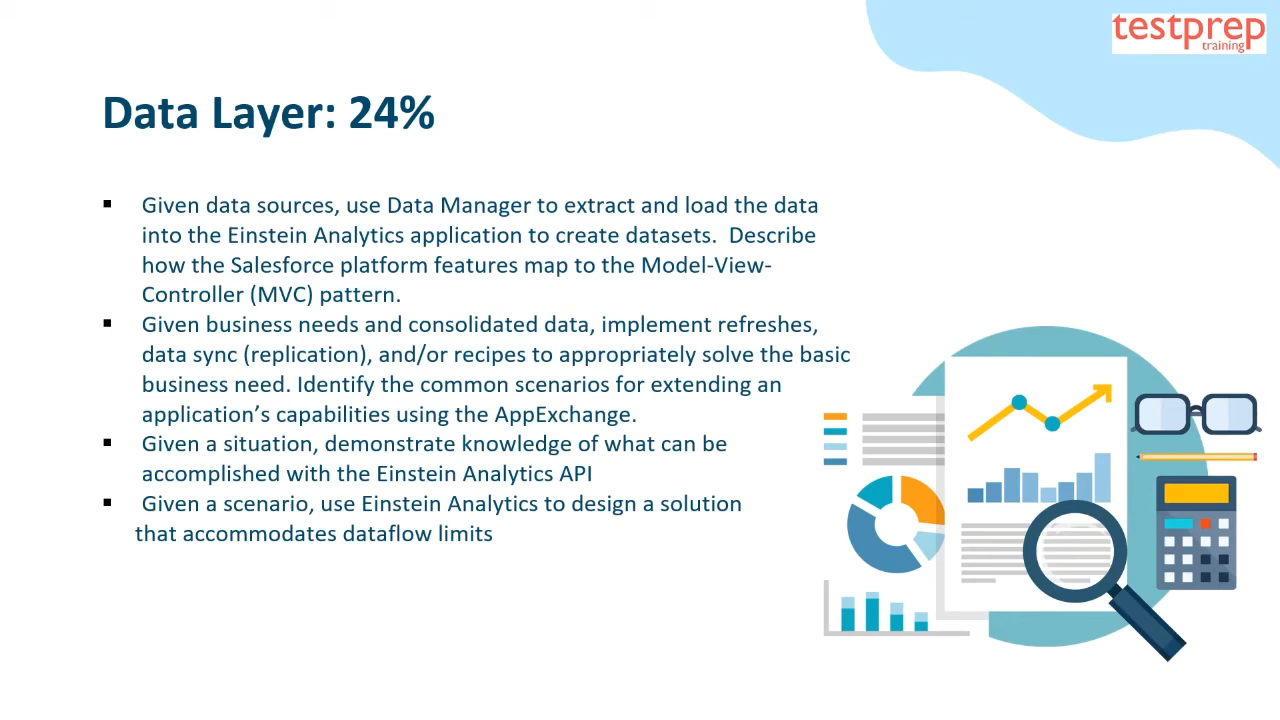 testprep
training
Data Layer: 24%
▪ Given data sources, use Data Manager to extract and load the data
into the Einstein Analytics application to create datasets.  Describe
how the Salesforce platform features map to the Model-View-
Controller (MVC) pattern.
▪ Given business needs and consolidated data, implement refreshes,
data sync (replication), and/or recipes to appropriately solve the basic
business need. Identify the common scenarios for extending an
application’s capabilities using the AppExchange.
▪ Given a situation, demonstrate knowledge of what can be
accomplished with the Einstein Analytics API
▪ Given a scenario, use Einstein Analytics to design a solution
that accommodates dataflow limits